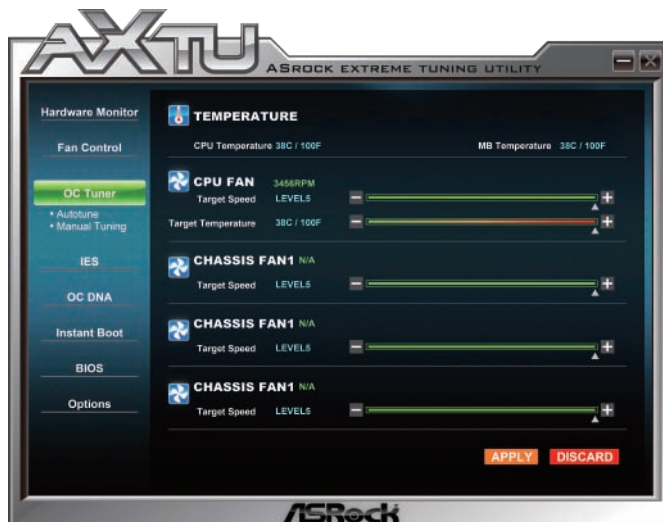 AXTU
ASROCK EXTREME TUNING UTILITY
Hardware Monitor
Fan Control
OC Tuner
• Autotune
• Manual Tuning
IES
OC DNA
Instant Boot
BIOS
Options
TEMPERATURE
CPU Temperature 38C / 100F
MB Temperature 38C / 100F
CPU FAN 3456RPM
Target Speed LEVEL5
Target Temperature 38C / 100F
CHASSIS FAN1 N/A
Target Speed LEVEL5
CHASSIS FAN1 N/A
Target Speed LEVEL5
CHASSIS FAN1 N/A
Target Speed LEVEL5
APPLY DISCARD
ASRock